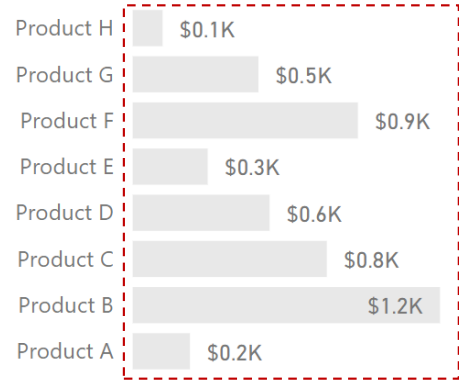 Product H $0.1K
Product G $0.5K
Product F $0.9K
Product E $0.3K
Product D $0.6K
Product C $0.8K
Product B $1.2K
Product A $0.2K